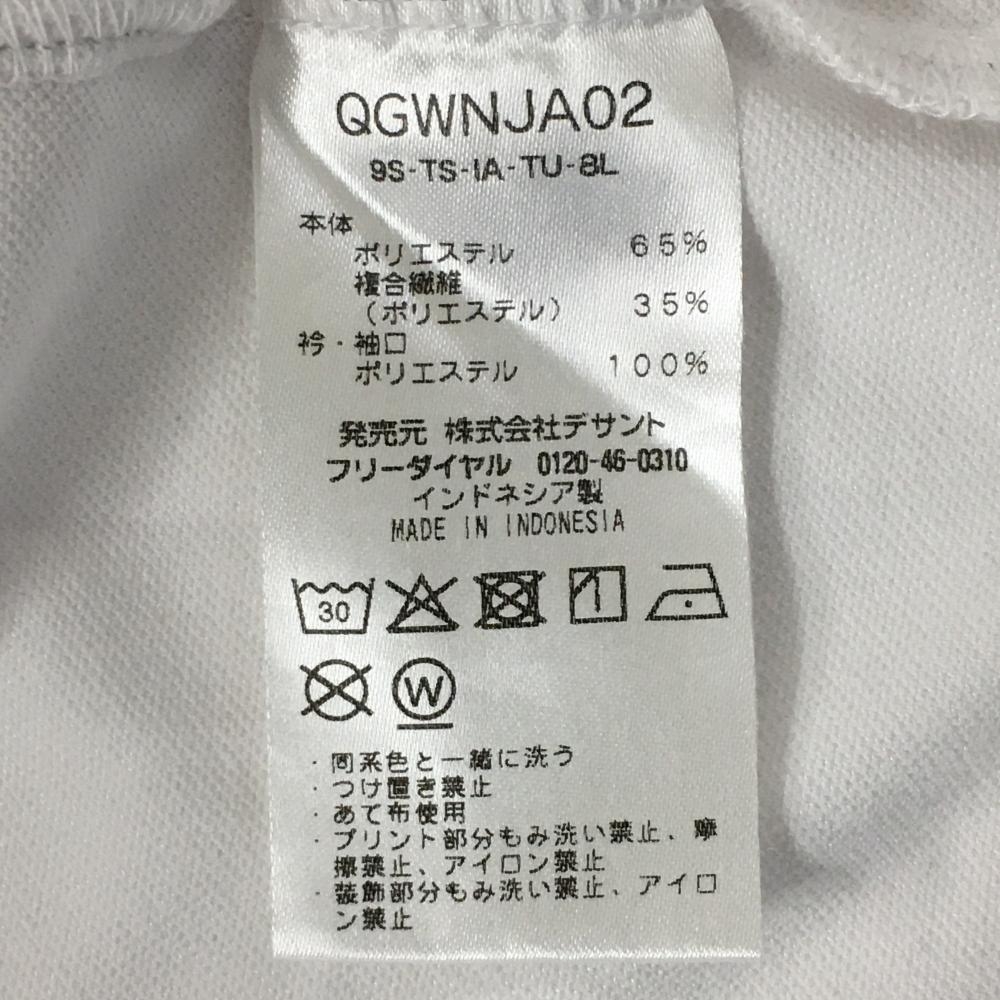 QGWNJA02
9S-TS-IA-TU-8L
本体
ポリエステル 65%
複合繊維
（ポリエステル） 35%
衿・袖口
ポリエステル 100%
発売元 株式会社デサント
フリーダイヤル 0120-46-0310
インドネシア製
MADE IN INDONESIA
30
W
・同系色と一緒に洗う
・つけ置き禁止
・あて布使用
・プリント部分もみ洗い禁止、摩
擦禁止、アイロン禁止
・装飾部分もみ洗い禁止、アイロ
ン禁止